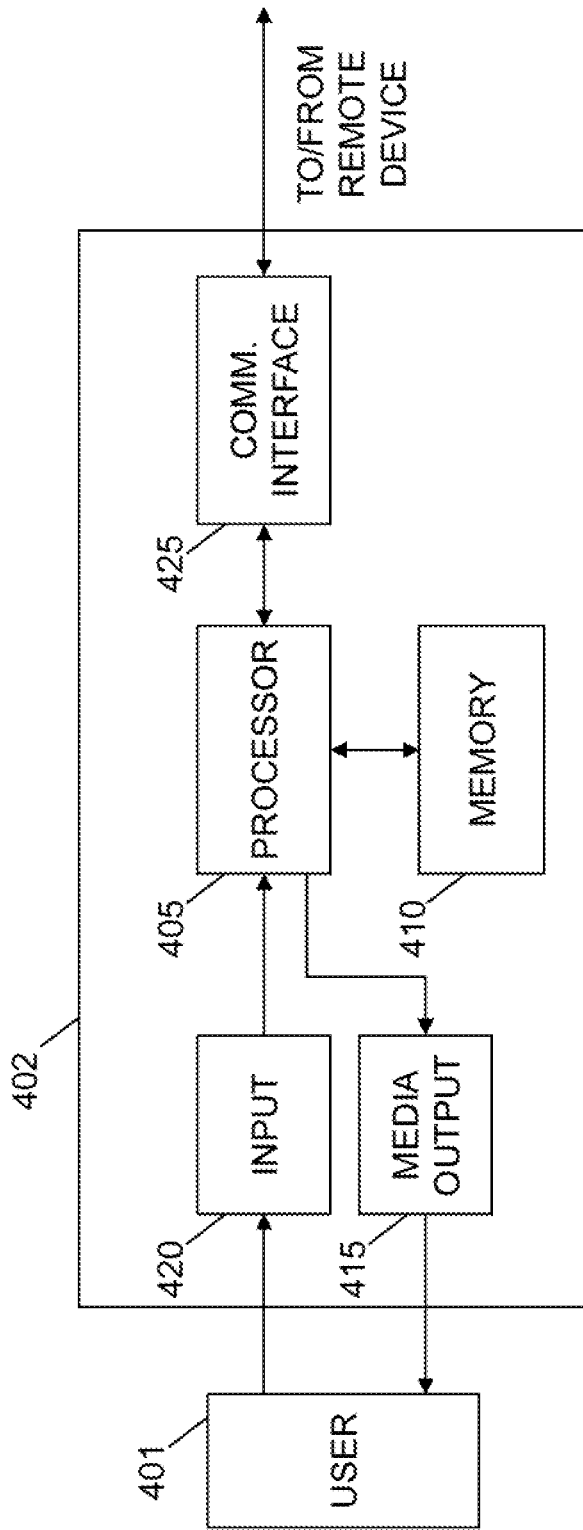 402
401
USER
420
INPUT
415
MEDIA
OUTPUT
405
PROCESSOR
410
MEMORY
425
COMM.
INTERFACE
TO/FROM
REMOTE
DEVICE